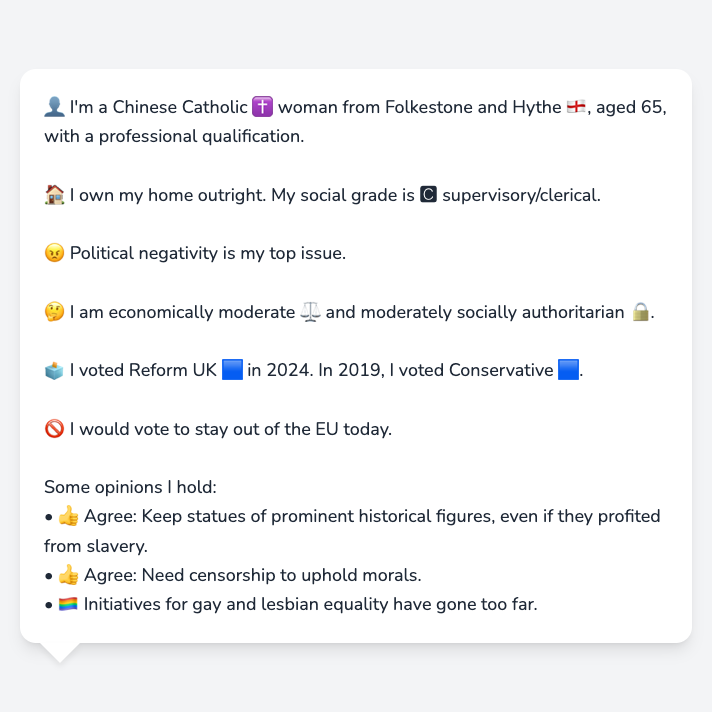 👤 I'm a Chinese Catholic ✝️ woman from Folkestone and Hythe 🏴󠁧󠁢󠁥󠁮󠁧󠁿, aged 65,
with a professional qualification.
🏠 I own my home outright. My social grade is 🅲 supervisory/clerical.
😠 Political negativity is my top issue.
🤔 I am economically moderate ⚖️ and moderately socially authoritarian 🔒.
🗳️ I voted Reform UK 🟦 in 2024. In 2019, I voted Conservative 🟦.
🚫 I would vote to stay out of the EU today.
Some opinions I hold:
• 👍 Agree: Keep statues of prominent historical figures, even if they profited
from slavery.
• 👍 Agree: Need censorship to uphold morals.
• 🏳️‍🌈 Initiatives for gay and lesbian equality have gone too far.